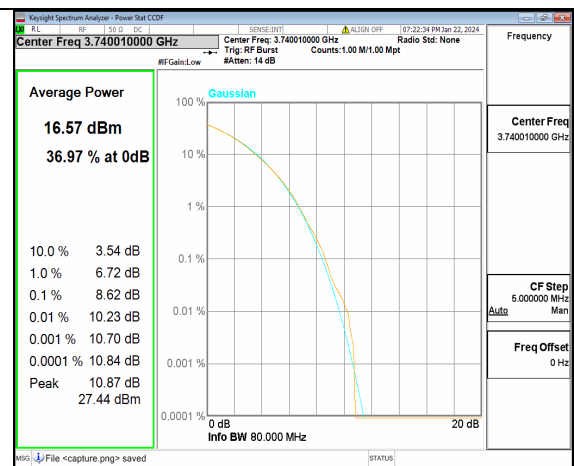 Keysight Spectrum Analyzer - Power Stat CCDF
RL RF 50 Ω DC SENSE:INT ALIGN OFF 07:22:34 PM Jan 22, 2024
Center Freq 3.740010000 GHz
Center Freq: 3.740010000 GHz Radio Std: None
Trig: RF Burst Counts:1.00 M/1.00 Mpt
#IFGain:Low #Atten: 14 dB
Frequency
Average Power
16.57 dBm
36.97 % at 0dB
10.0 % 3.54 dB
1.0 % 6.72 dB
0.1 % 8.62 dB
0.01 % 10.23 dB
0.001 % 10.70 dB
0.0001 % 10.84 dB
Peak 10.87 dB
27.44 dBm
Gaussian
100 %
10 %
1 %
0.1 %
0.01 %
0.001 %
0.0001 %
0 dB 20 dB
Info BW 80.000 MHz
Center Freq
3.740010000 GHz
CF Step
5.000000 MHz
Auto Man
Freq Offset
0 Hz
MSG File <capture.png> saved STATUS